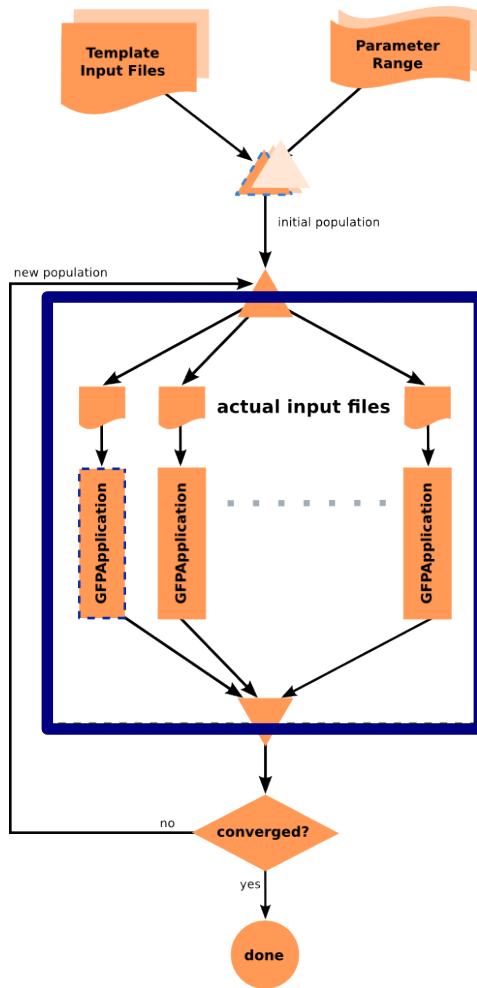 Template
Input Files
Parameter
Range
initial population
new population
actual input files
GFPApplication
GFPApplication
GFPApplication
converged?
no
yes
done